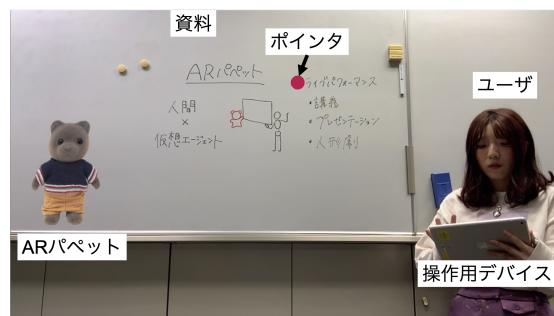 資料
ポインタ
ARパペット
ライブパフォーマンス
ユーザ
人間
・講義
×
・プレゼンテーション
仮想エージェント
・人形劇
ARパペット
操作用デバイス